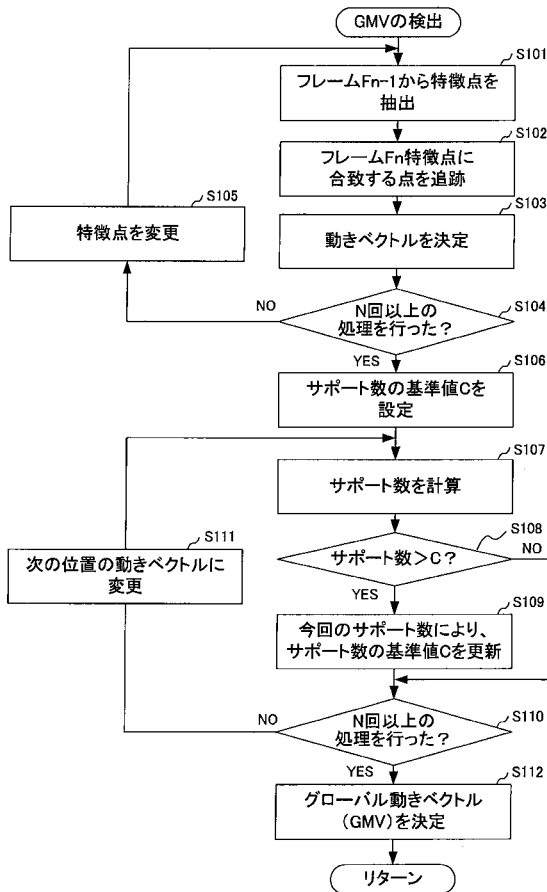 GMVの検出
S101
フレームFn-1から特徴点を
抽出
S102
フレームFn特徴点に
合致する点を追跡
S105
特徴点を変更
S103
動きベクトルを決定
S104
N回以上の
処理を行った?
NO
YES
S106
サポート数の基準値Cを
設定
S107
サポート数を計算
S108
サポート数>C?
NO
YES
S111
次の位置の動きベクトルに
変更
S109
今回のサポート数により、
サポート数の基準値Cを更新
S110
N回以上の
処理を行った?
NO
YES
S112
グローバル動きベクトル
(GMV)を決定
リターン